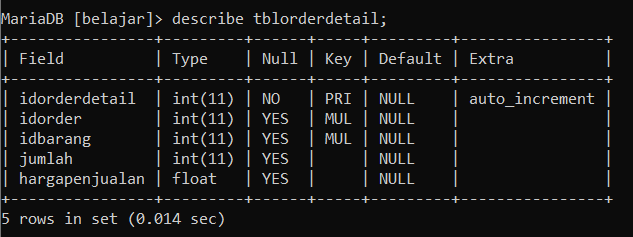 MariaDB [belajar]> describe tblorderdetail;
+----------------+---------+------+-----+---------+----------------+
| Field          | Type    | Null | Key | Default | Extra          |
+----------------+---------+------+-----+---------+----------------+
| idorderdetail  | int(11) | NO   | PRI | NULL    | auto_increment |
| idorder        | int(11) | YES  | MUL | NULL    |                |
| idbarang       | int(11) | YES  | MUL | NULL    |                |
| jumlah         | int(11) | YES  |     | NULL    |                |
| hargapenjualan | float   | YES  |     | NULL    |                |
+----------------+---------+------+-----+---------+----------------+
5 rows in set (0.014 sec)